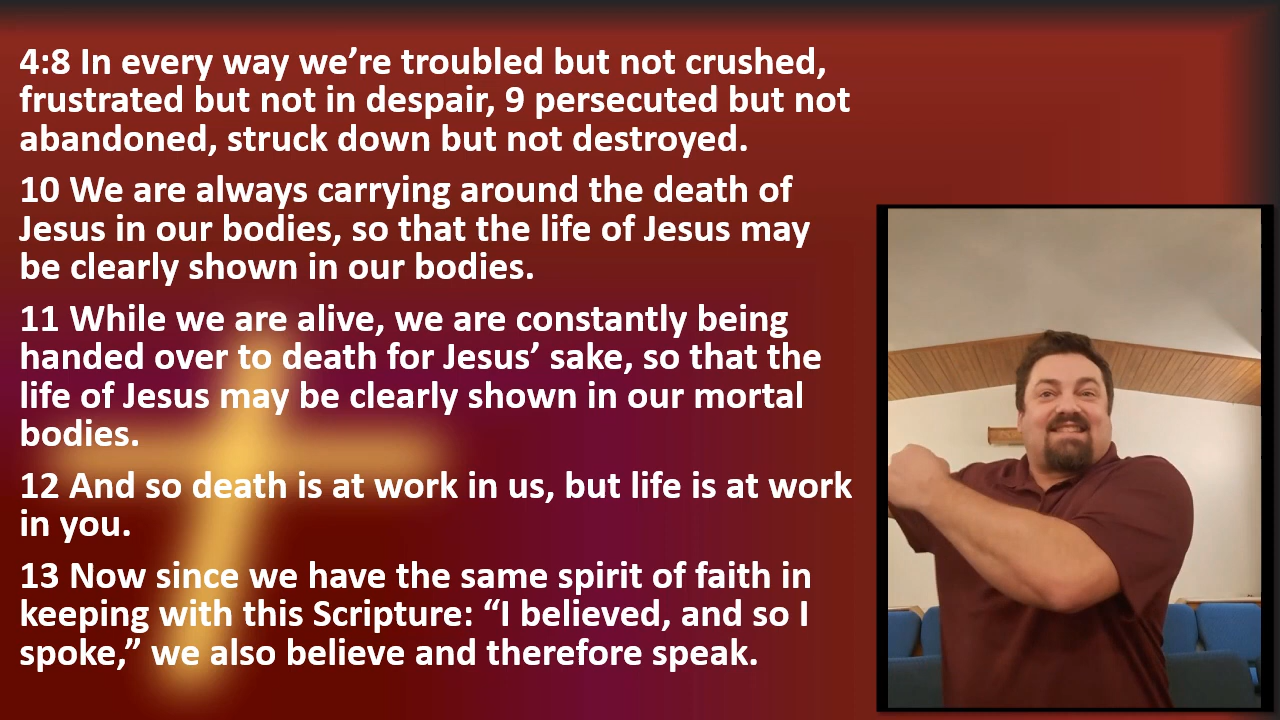 4:8 In every way we’re troubled but not crushed,
frustrated but not in despair, 9 persecuted but not
abandoned, struck down but not destroyed.
10 We are always carrying around the death of
Jesus in our bodies, so that the life of Jesus may
be clearly shown in our bodies.
11 While we are alive, we are constantly being
handed over to death for Jesus’ sake, so that the
life of Jesus may be clearly shown in our mortal
bodies.
12 And so death is at work in us, but life is at work
in you.
13 Now since we have the same spirit of faith in
keeping with this Scripture: “I believed, and so I
spoke,” we also believe and therefore speak.